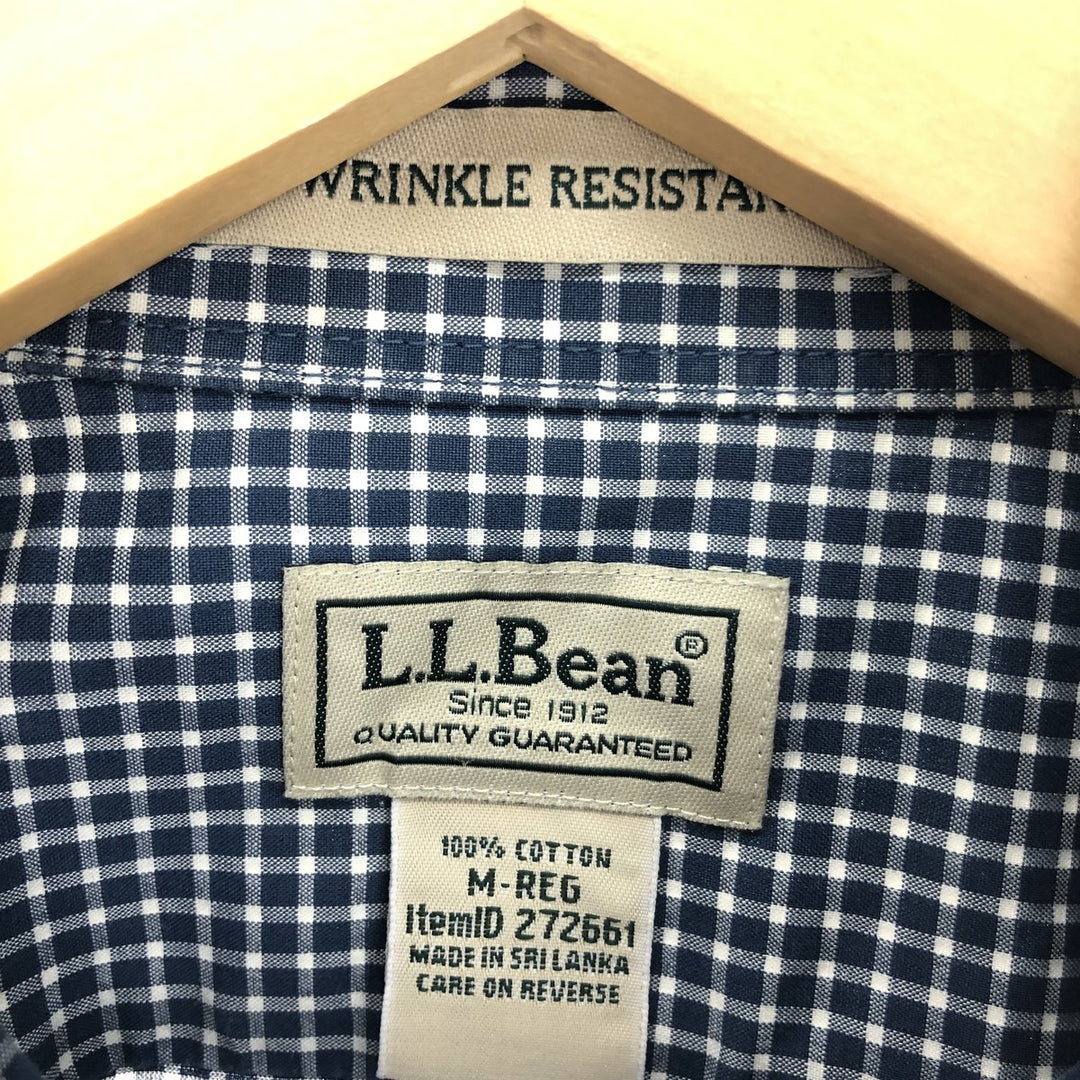 WRINKLE RESISTAN
L.L.Bean®
Since 1912
QUALITY GUARANTEED
100% COTTON
M-REG
ItemID 272661
MADE IN SRI LANKA
CARE ON REVERSE